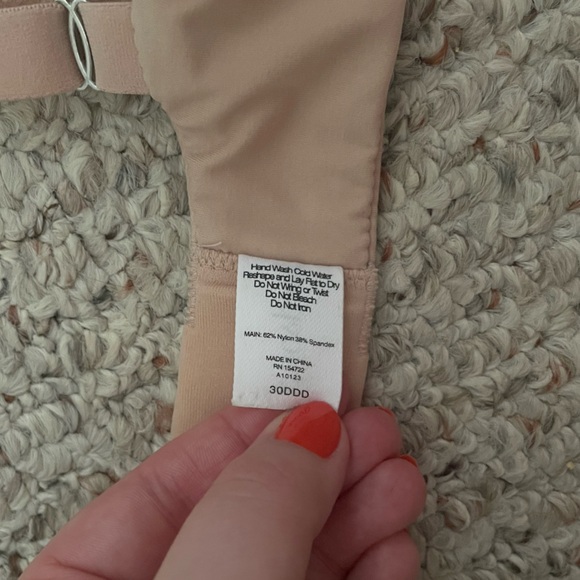 Hand Wash Cold Water
Reshape and Lay Flat to Dry
Do Not Wring or Twist
Do Not Bleach
Do Not Iron
MAIN: 62% Nylon 38% Spandex
MADE IN CHINA
RN 154722
A10123
30DDD